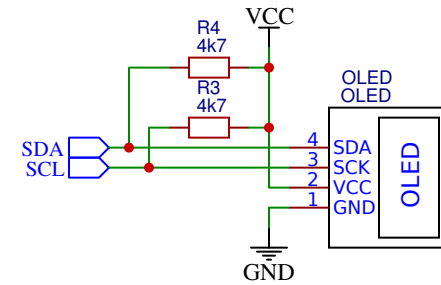 VCC
R4
4k7
R3
4k7
OLED
OLED
SDA
SCL
4 SDA
3 SCK
2 VCC
1 GND
OLED
GND